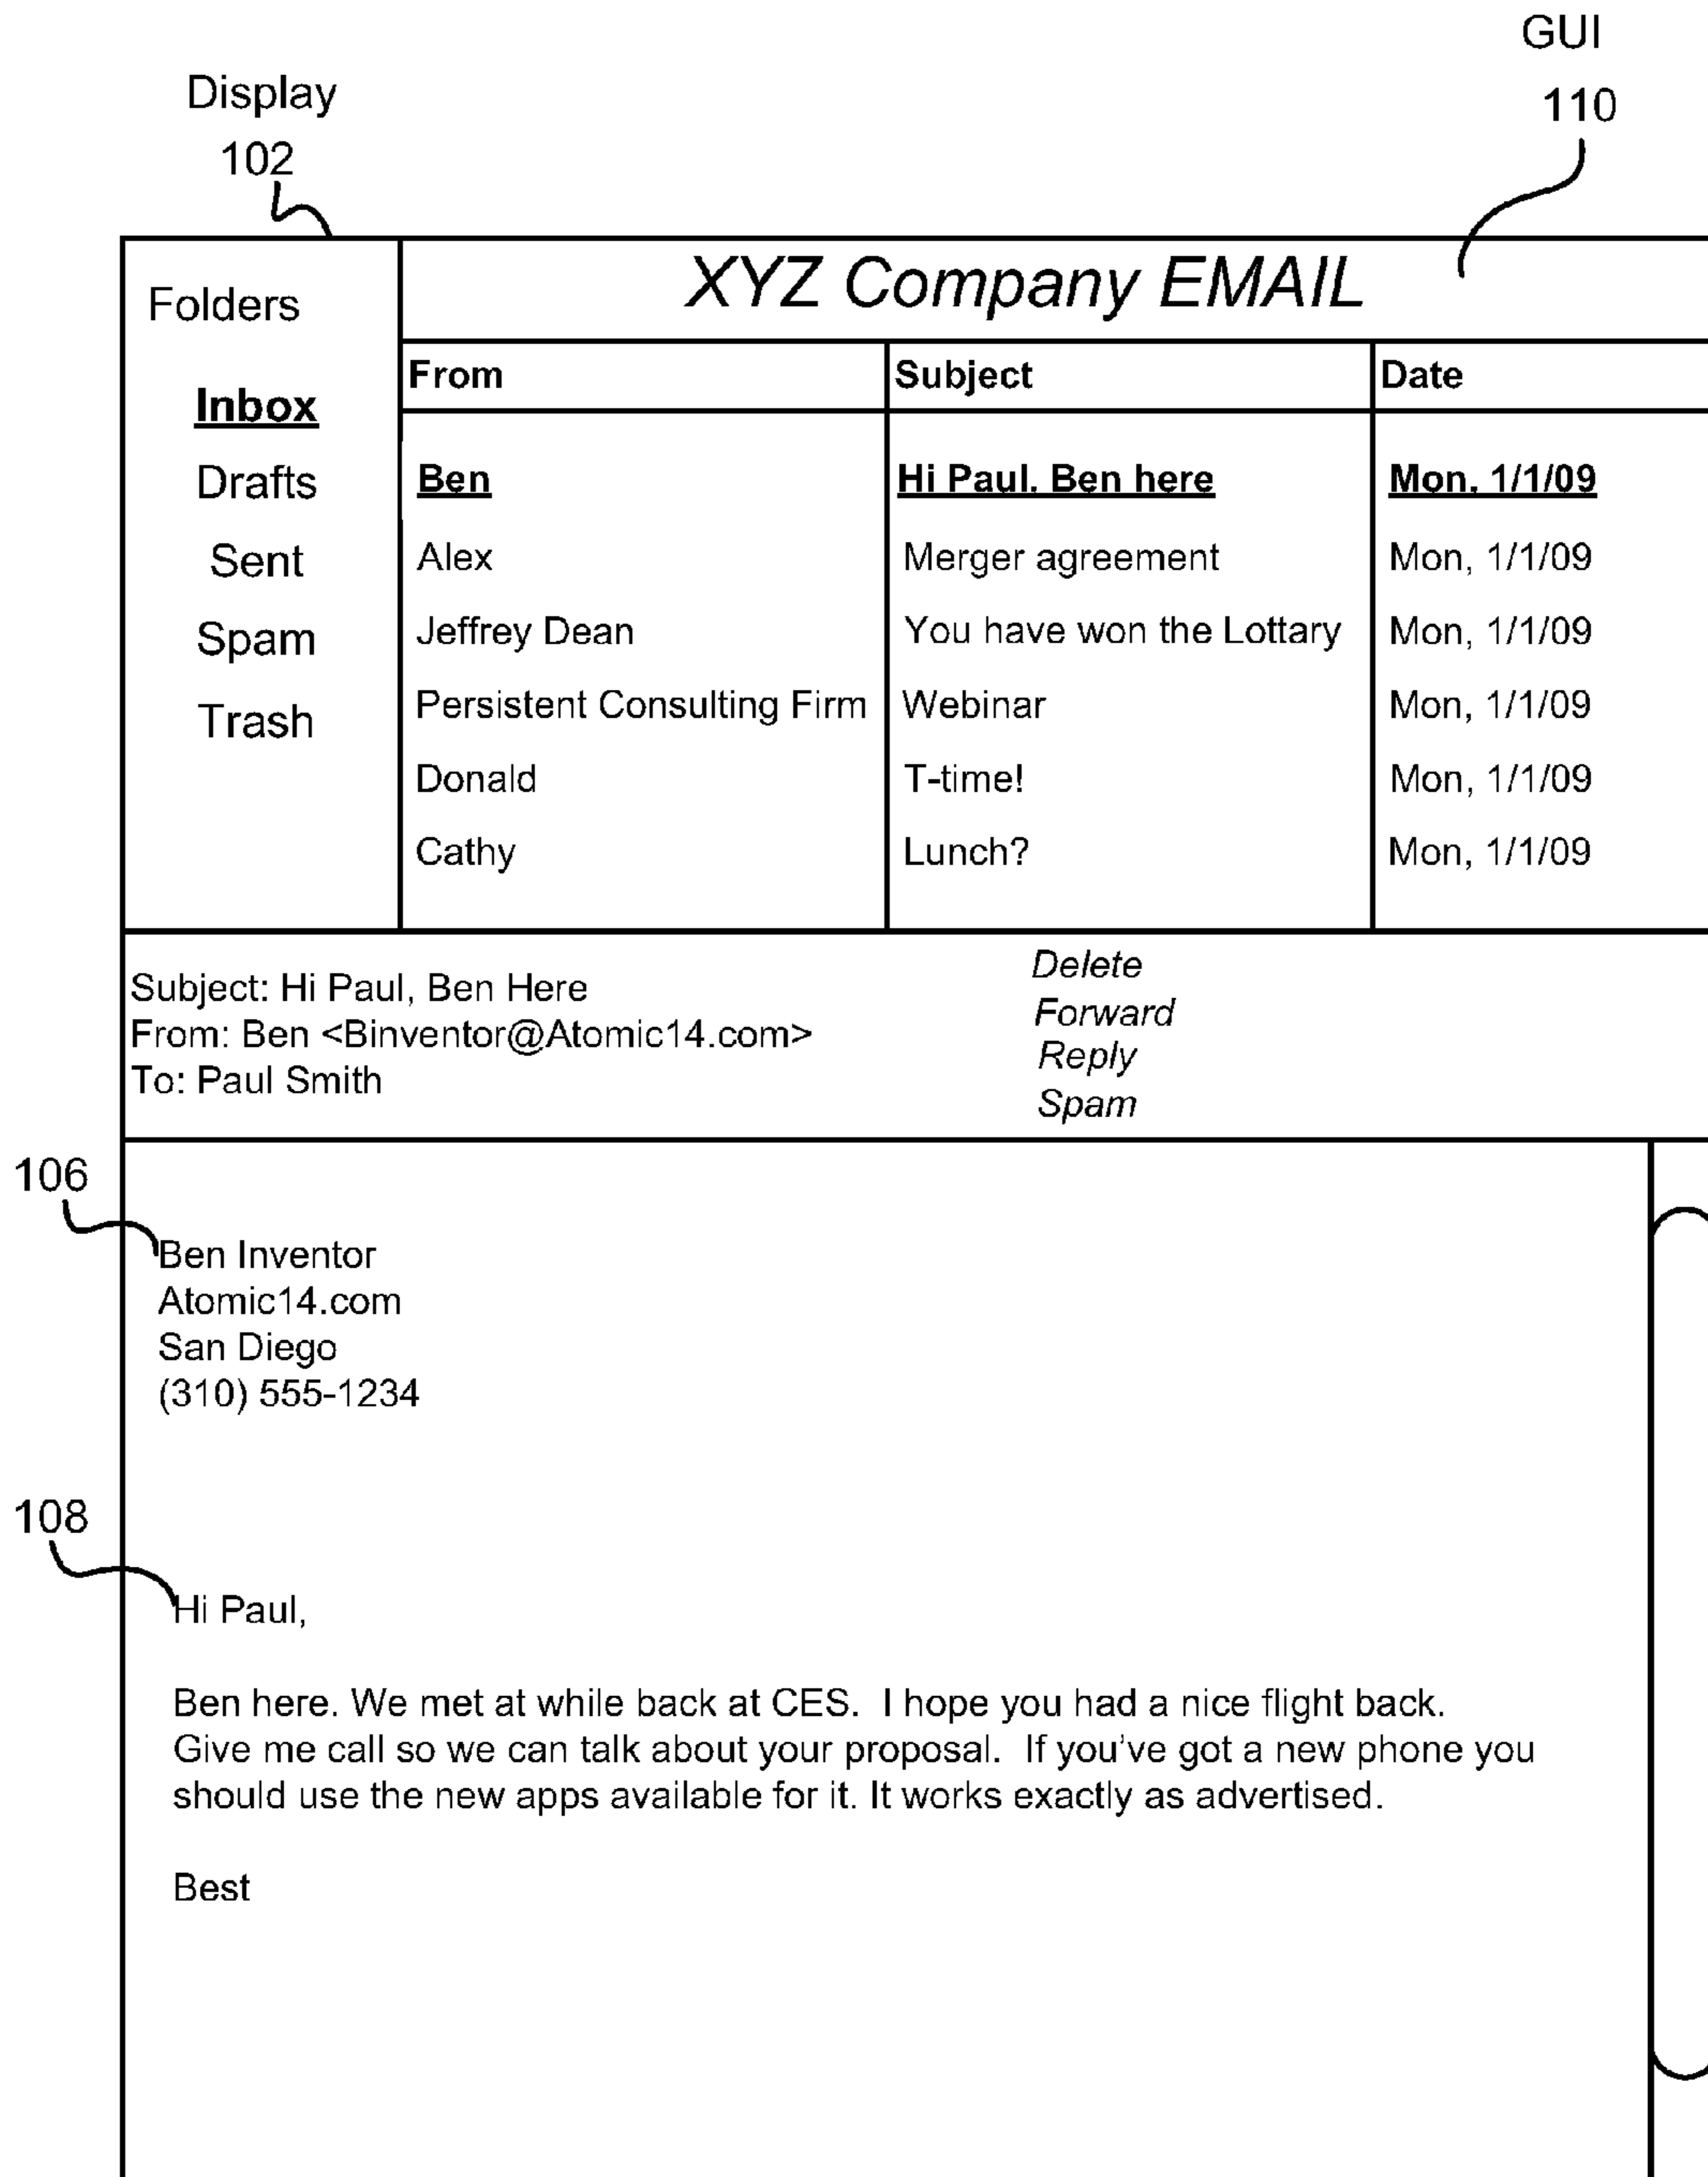 GUI
110
Display
102
Folders
Inbox
Drafts
Sent
Spam
Trash
XYZ Company EMAIL
From Subject Date
Ben Hi Paul. Ben here Mon, 1/1/09
Alex Merger agreement Mon, 1/1/09
Jeffrey Dean You have won the Lottary Mon, 1/1/09
Persistent Consulting Firm Webinar Mon, 1/1/09
Donald T-time! Mon, 1/1/09
Cathy Lunch? Mon, 1/1/09
Subject: Hi Paul, Ben Here
From: Ben <Binventor@Atomic14.com>
To: Paul Smith
Delete
Forward
Reply
Spam
106
Ben Inventor
Atomic14.com
San Diego
(310) 555-1234
108
Hi Paul,
Ben here. We met at while back at CES. I hope you had a nice flight back.
Give me call so we can talk about your proposal. If you've got a new phone you
should use the new apps available for it. It works exactly as advertised.
Best